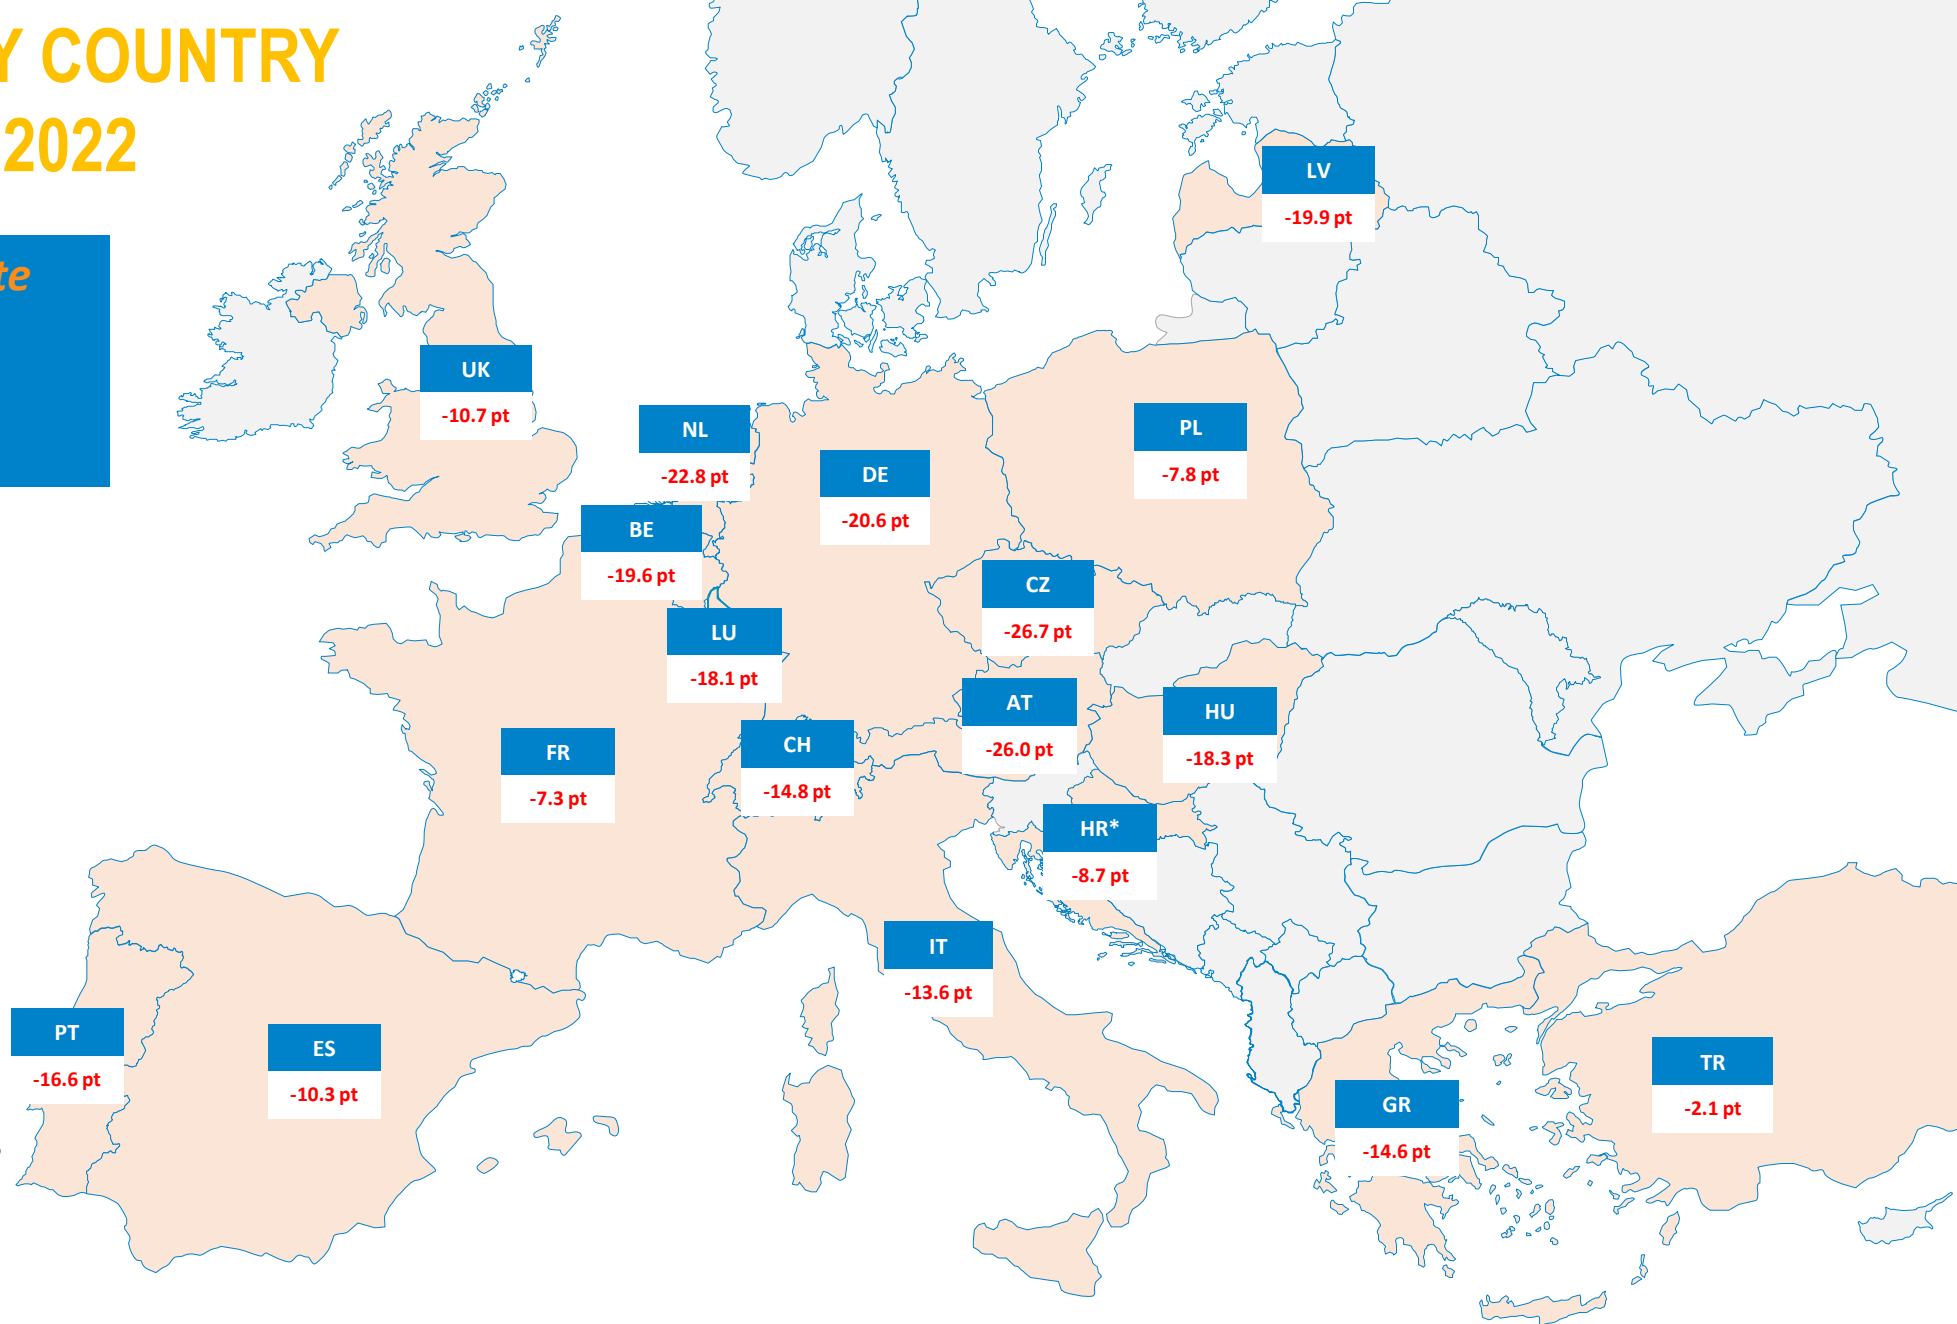 Y COUNTRY
2022
te
LV
-19.9 pt
UK
-10.7 pt
NL
-22.8 pt
PL
-7.8 pt
DE
-20.6 pt
BE
-19.6 pt
CZ
-26.7 pt
LU
-18.1 pt
AT
-26.0 pt
HU
-18.3 pt
CH
-14.8 pt
FR
-7.3 pt
HR*
-8.7 pt
IT
-13.6 pt
PT
-16.6 pt
ES
-10.3 pt
TR
-2.1 pt
GR
-14.6 pt